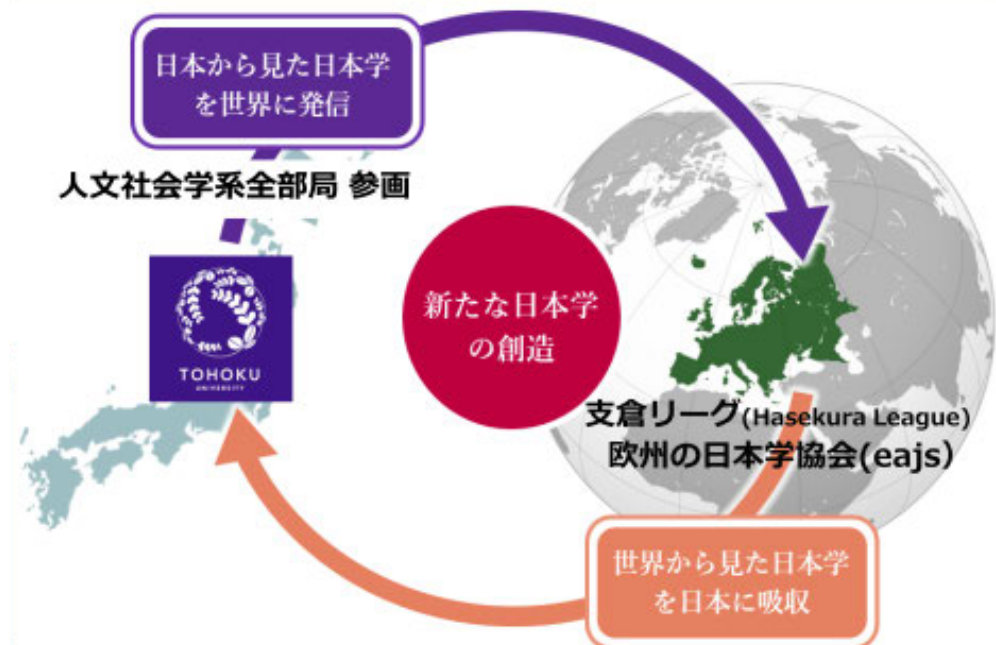 日本から見た日本学
を世界に発信
人文社会学系全部局 参画
TOHOKU
UNIVERSITY
新たな日本学
の創造
支倉リーグ(Hasekura League)
欧州の日本学協会(eajs)
世界から見た日本学
を日本に吸収